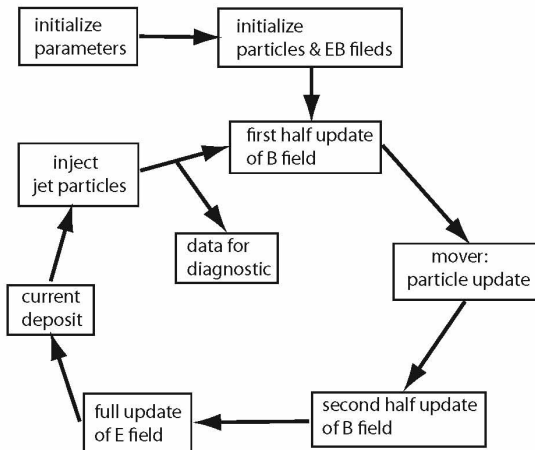 initialize
parameters
initialize
particles & EB fileds
first half update
of B field
inject
jet particles
data for
diagnostic
mover:
particle update
current
deposit
full update
of E field
second half update
of B field